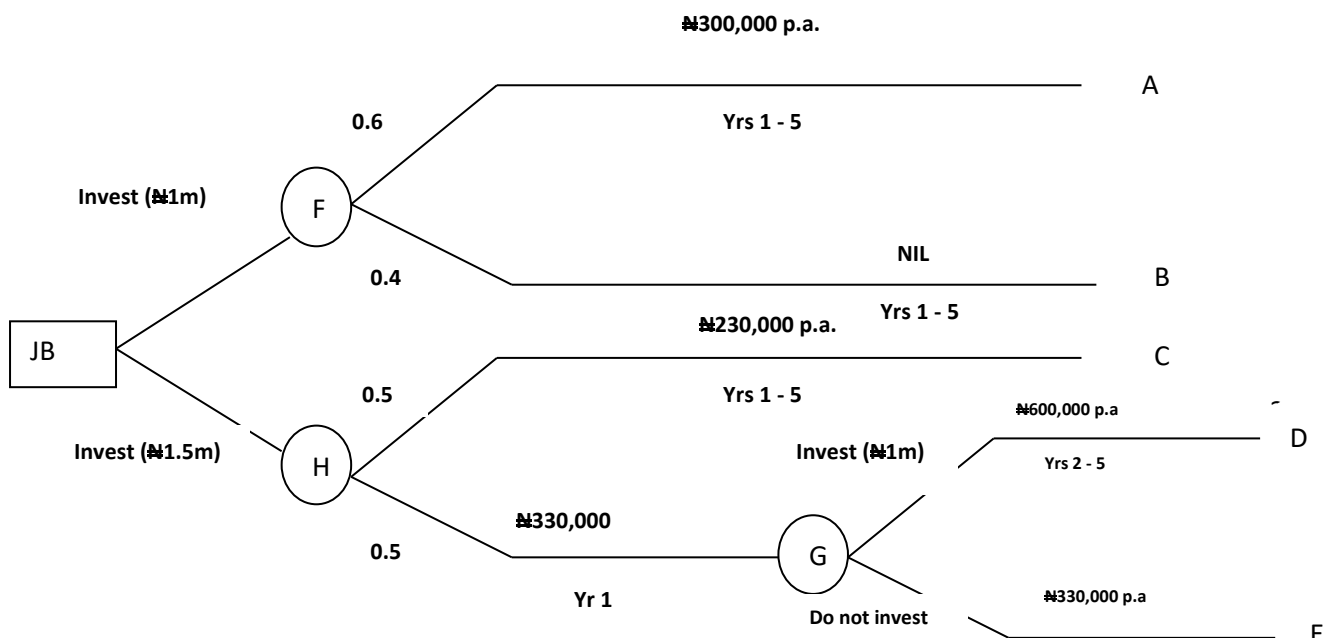 ₦300,000 p.a.
A
0.6
Yrs 1 - 5
Invest (₦1m)
F
NIL
0.4
B
Yrs 1 - 5
₦230,000 p.a.
JB
C
0.5
Yrs 1 - 5
₦600,000 p.a
Invest (₦1.5m)
Invest (₦1m)
D
H
Yrs 2 - 5
₦330,000
0.5
G
Yr 1
₦330,000 p.a
Do not invest